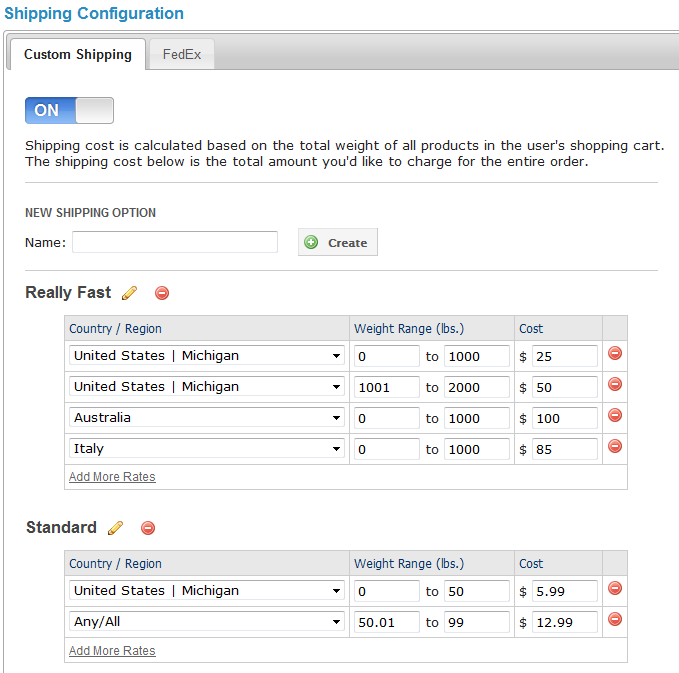 Shipping Configuration
Custom Shipping FedEx
ON
Shipping cost is calculated based on the total weight of all products in the user's shopping cart.
The shipping cost below is the total amount you'd like to charge for the entire order.
NEW SHIPPING OPTION
Name: Create
Really Fast
Country / Region Weight Range (lbs.) Cost
United States | Michigan 0 to 1000 $ 25
United States | Michigan 1001 to 2000 $ 50
Australia 0 to 1000 $ 100
Italy 0 to 1000 $ 85
Add More Rates
Standard
Country / Region Weight Range (lbs.) Cost
United States | Michigan 0 to 50 $ 5.99
Any/All 50.01 to 99 $ 12.99
Add More Rates